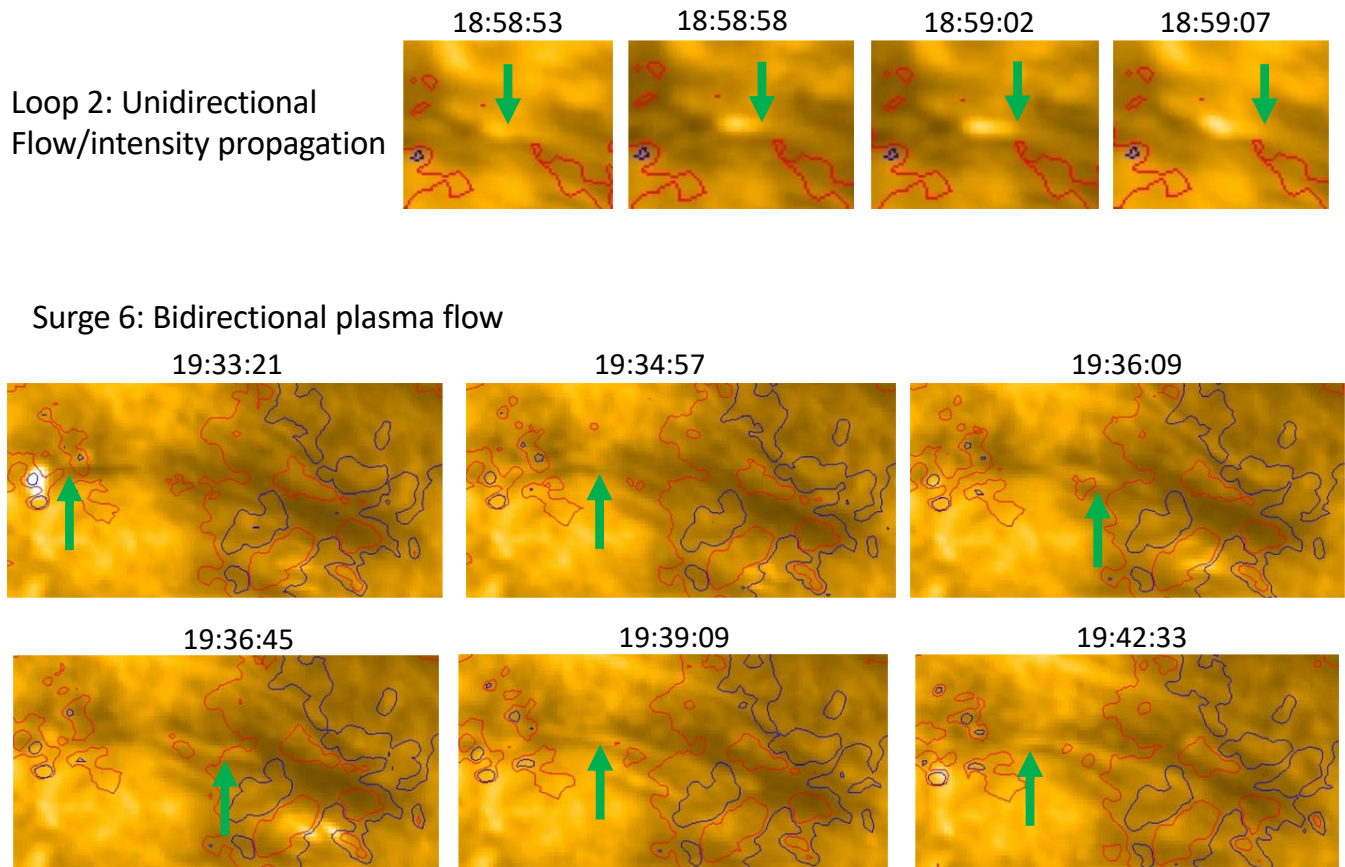 18:58:53 18:58:58 18:59:02 18:59:07
Loop 2: Unidirectional
Flow/intensity propagation
Surge 6: Bidirectional plasma flow
19:33:21 19:34:57 19:36:09
19:36:45 19:39:09 19:42:33